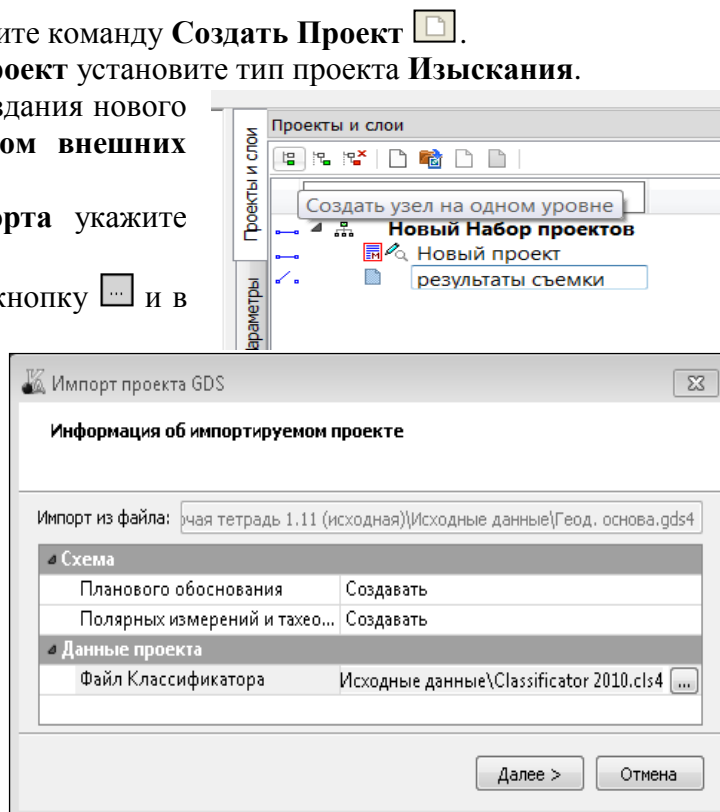 ите команду Создать Проект.
роект установите тип проекта Изыскания.
здания нового
ом внешних
орта укажите
кнопку ... и в
Проекты и слои
Проекты и слои
Создать узел на одном уровне
Новый Набор проектов
Новый проект
результаты съемки
араметры
Импорт проекта GDS
Информация об импортируемом проекте
Импорт из файла: очая тетрадь 1.11 (исходная)\Исходные данные\Геод. основа.gds4
Схема
Планового обоснования Создавать
Полярных измерений и тахео... Создавать
Данные проекта
Файл Классификатора Исходные данные\Classificator 2010.cls4 ...
Далее > Отмена